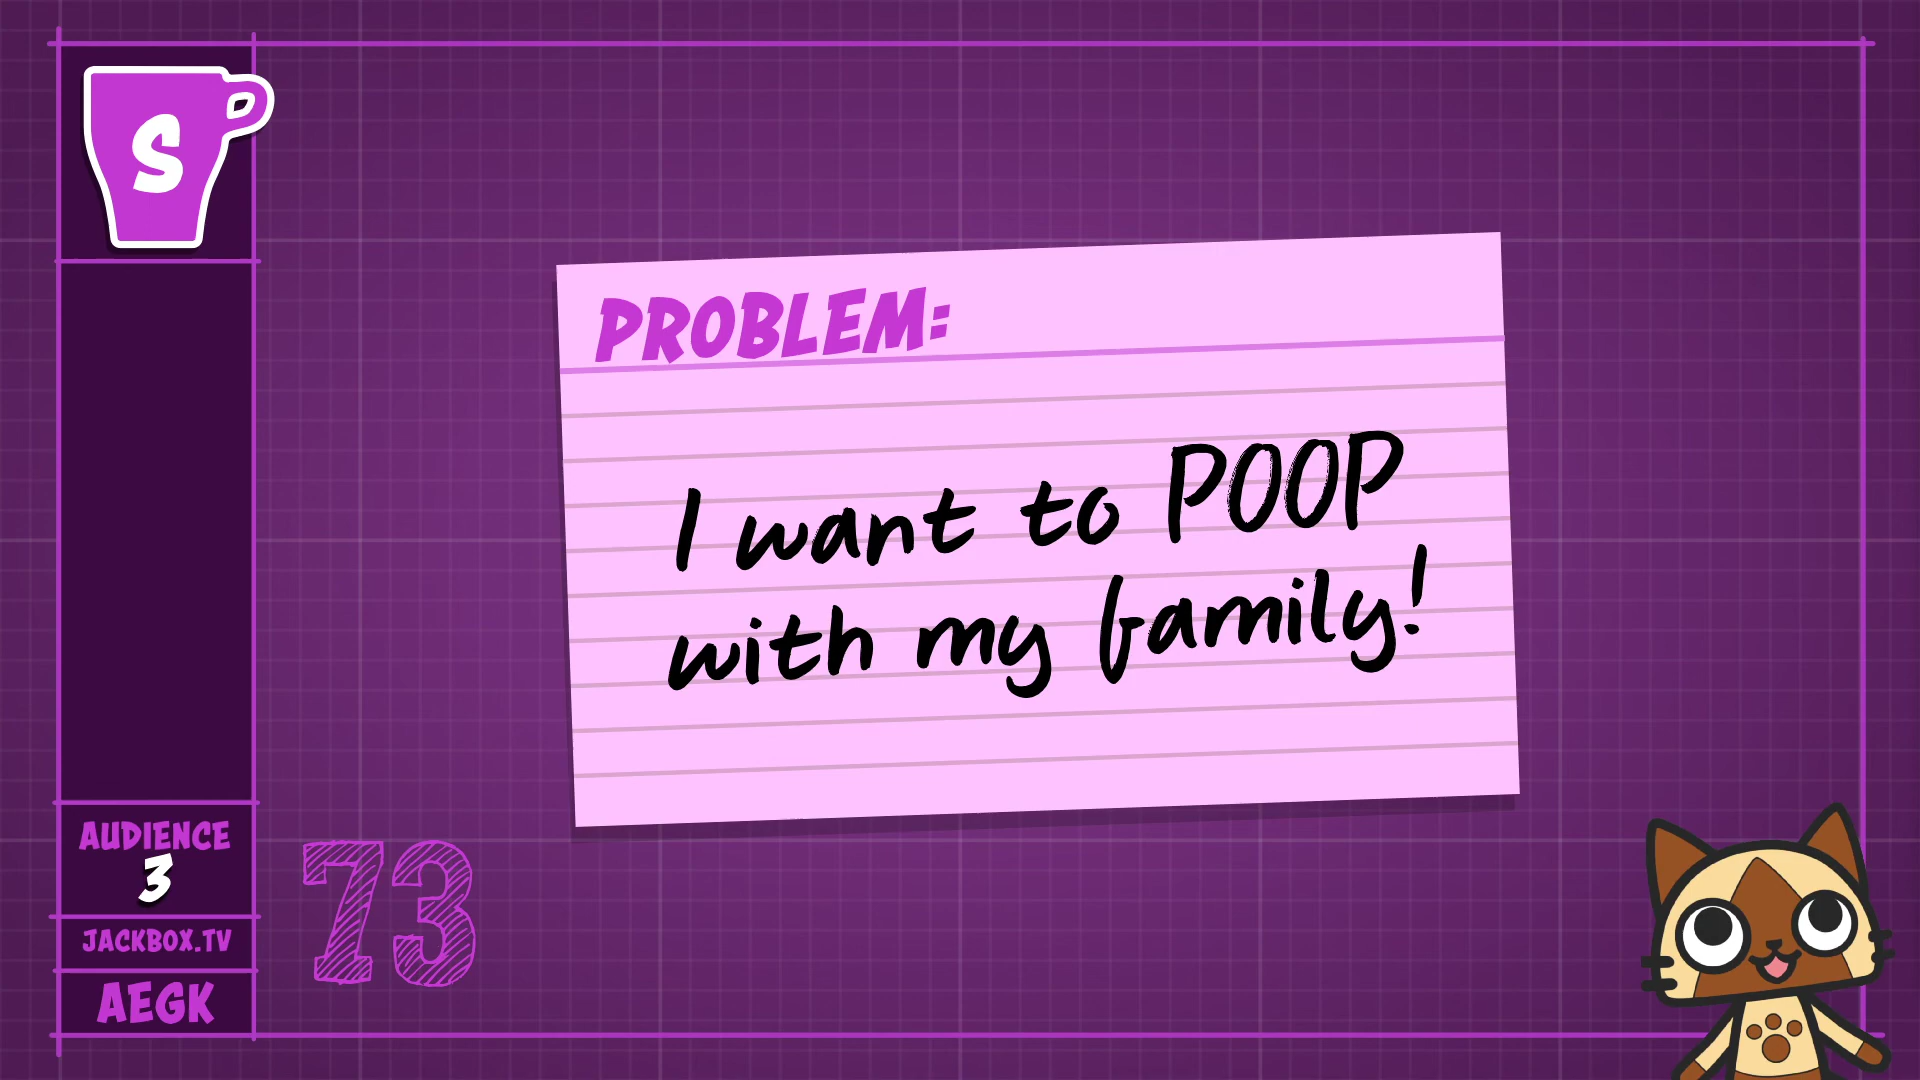 S
PROBLEM:
I want to POOP
with my family!
AUDIENCE
3
JACKBOX.TV
AEGK
73